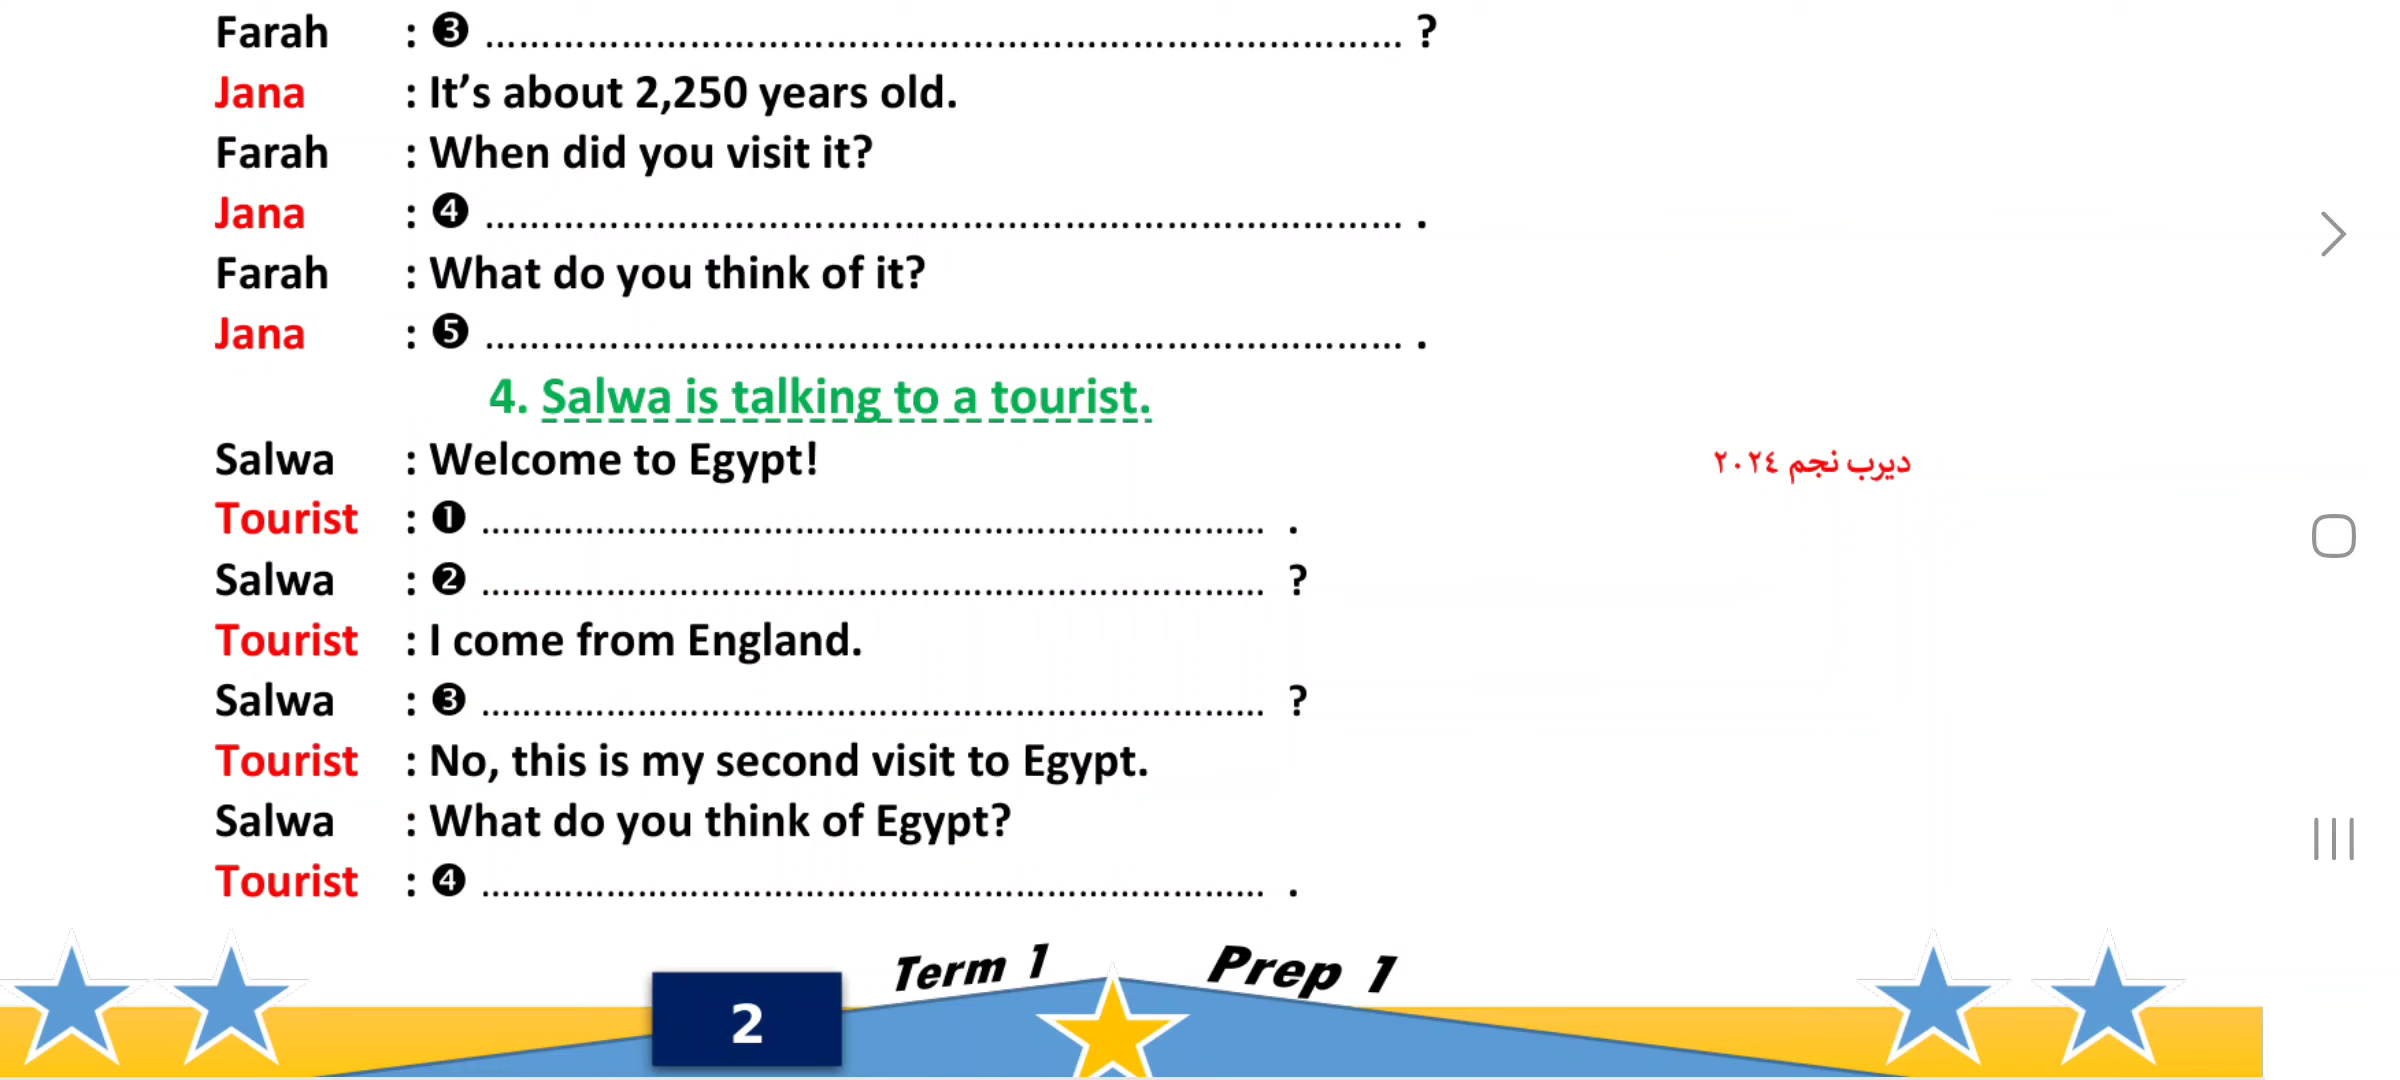 Farah : ❸ ........................................................................ ?
Jana : It’s about 2,250 years old.
Farah : When did you visit it?
Jana : ❹ ........................................................................ .
Farah : What do you think of it?
Jana : ❺ ........................................................................ .
4. Salwa is talking to a tourist.
Salwa : Welcome to Egypt! ديرب نجم ٢٠٢٤
Tourist : ❶ ........................................................................ .
Salwa : ❷ ........................................................................ ?
Tourist : I come from England.
Salwa : ❸ ........................................................................ ?
Tourist : No, this is my second visit to Egypt.
Salwa : What do you think of Egypt?
Tourist : ❹ ........................................................................ .
2 Term 1 Prep 1